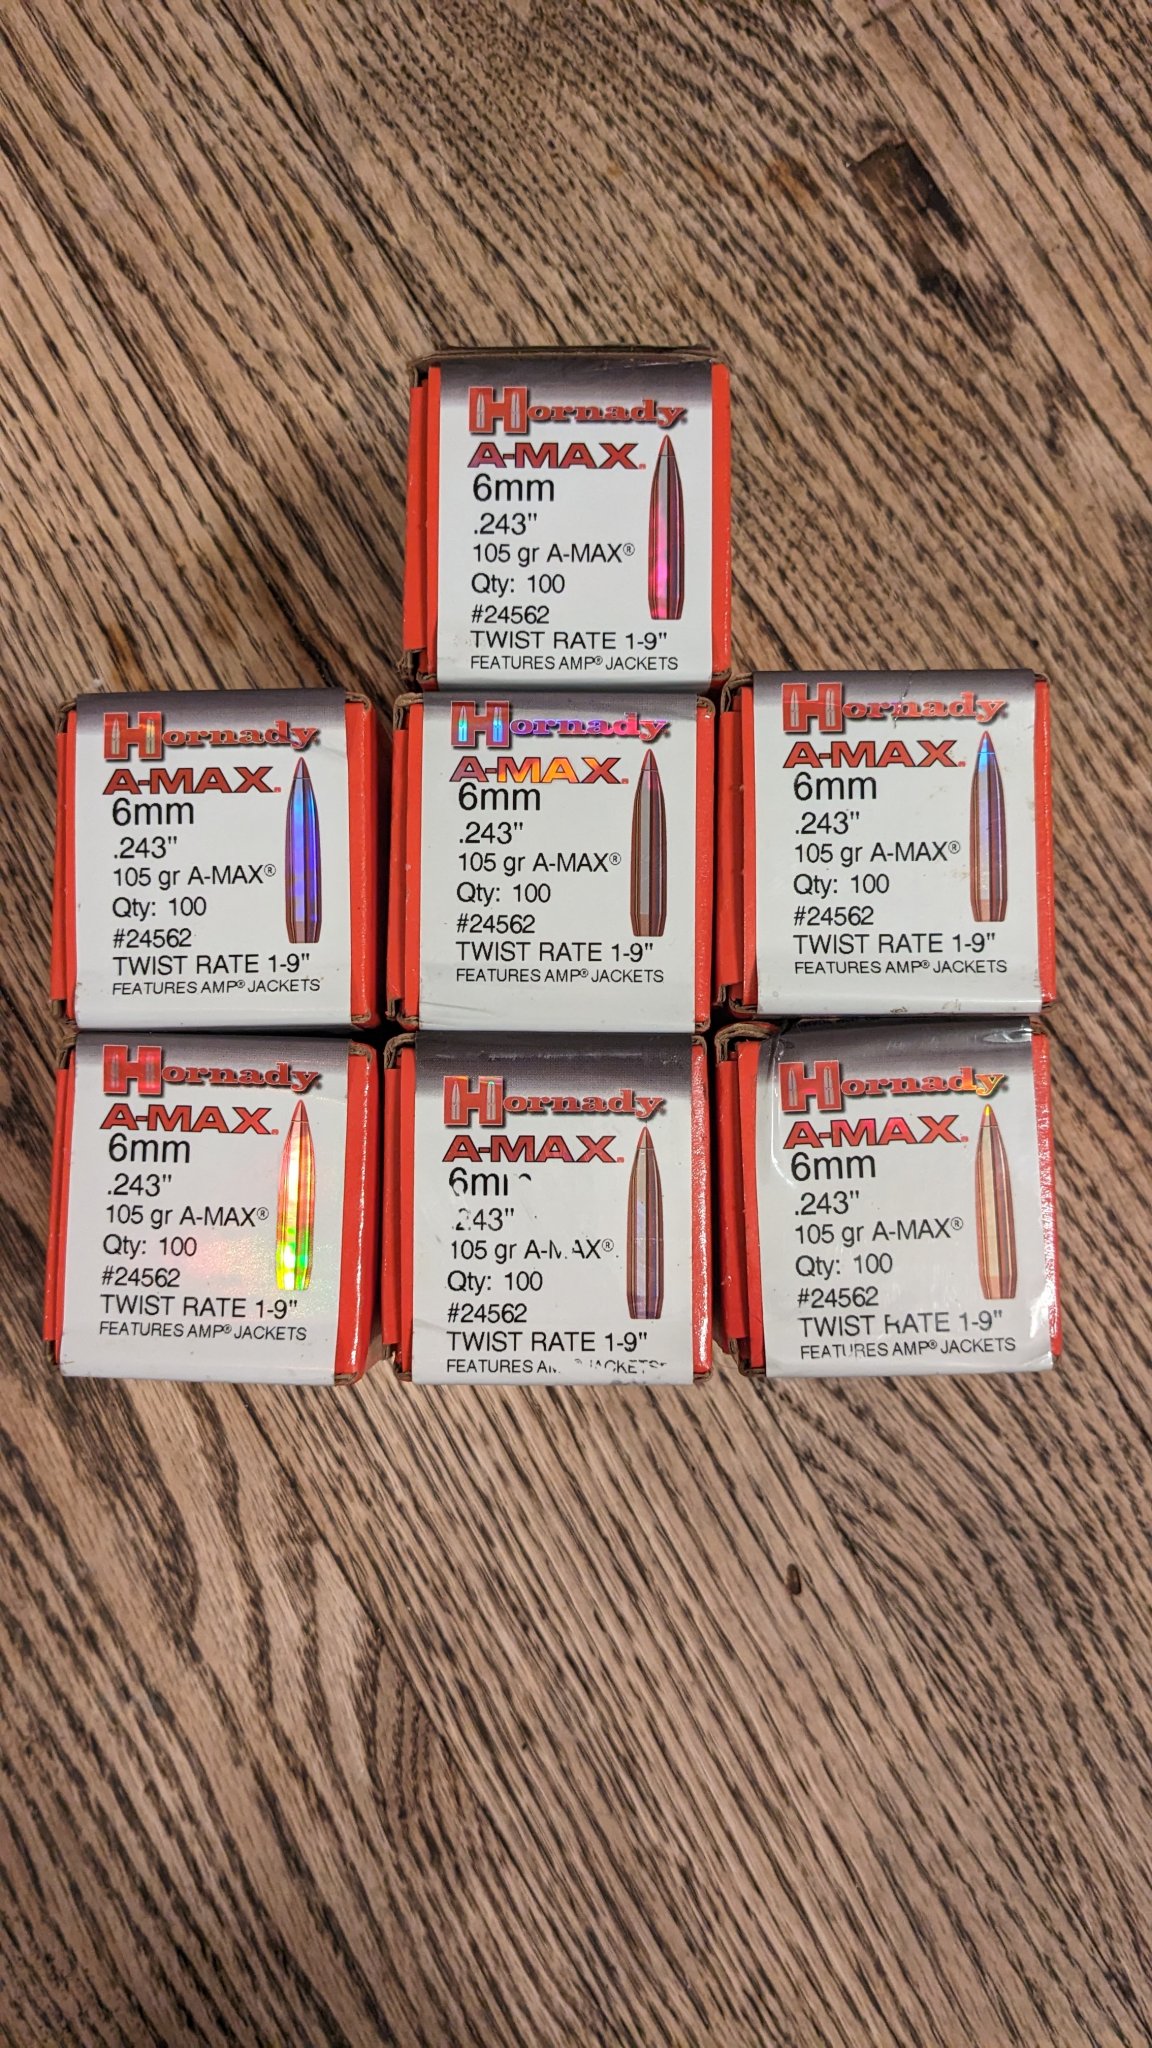 Hornady
A-MAX
6mm
.243"
105 gr A-MAX®
Qty: 100
#24562
TWIST RATE 1-9"
FEATURES AMP® JACKETS
Hornady
A-MAX
6mm
.243"
105 gr A-MAX®
Qty: 100
#24562
TWIST RATE 1-9"
FEATURES AMP® JACKETS
Hornady
A-MAX
6mm
.243"
105 gr A-MAX®
Qty: 100
#24562
TWIST RATE 1-9"
FEATURES AMP® JACKETS
Hornady
A-MAX
6mm
.243"
105 gr A-MAX®
Qty: 100
#24562
TWIST RATE 1-9"
FEATURES AMP® JACKETS
Hornady
A-MAX
6mm
.243"
105 gr A-MAX®
Qty: 100
#24562
TWIST RATE 1-9"
FEATURES AMP® JACKETS
Hornady
A-MAX
6mm
.243"
105 gr A-MAX®
Qty: 100
#24562
TWIST RATE 1-9"
FEATURES JACKETS
Hornady
A-MAX
6mm
.243"
105 gr A-MAX®
Qty: 100
#24562
TWIST RATE 1-9"
FEATURES AMP® JACKETS